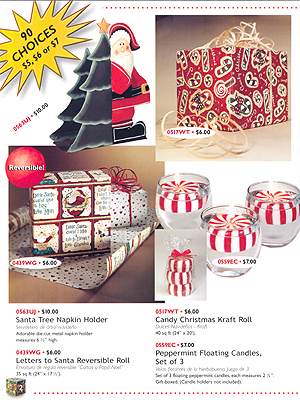 90
CHOICES
$5, $6 or $7
0563UJ • $10.00
0517WT • $6.00
Reversible!
0439WG • $6.00
0559EC • $7.00
0563UJ • $10.00
Santa Tree Napkin Holder
Servilletero de árbol navideño
Adorable die-cut metal napkin holder
measures 6 ½" high.
0439WG • $6.00
Letters to Santa Reversible Roll
Envoltura de regalo reversible "Cartas a Papá Noel"
35 sq ft (24" x 17½').
0517WT • $6.00
Candy Christmas Kraft Roll
Dulces Navideños - Kraft
40 sq ft (24" x 20').
0559EC • $7.00
Peppermint Floating Candles,
Set of 3
Velas flotantes de la hierbabuena, juego de 3
Set of 3 floating peppermint candles, each measures 2 ½".
Gift-boxed. (Candle holders not included).